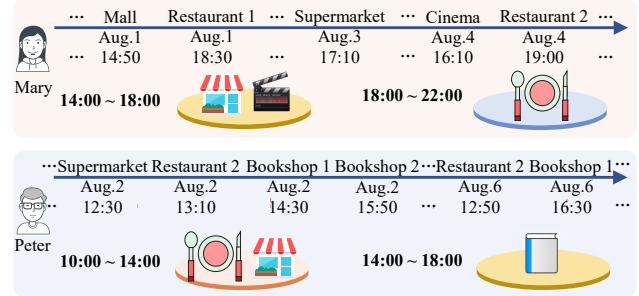 ··· Mall Restaurant 1 ··· Supermarket ··· Cinema Restaurant 2 ···
Aug.1 Aug.1 Aug.3 Aug.4 Aug.4
··· 14:50 18:30 ··· 17:10 ··· 16:10 19:00 ···
Mary
14:00 ~ 18:00
18:00 ~ 22:00
···Supermarket Restaurant 2 Bookshop 1 Bookshop 2···Restaurant 2 Bookshop 1···
Aug.2 Aug.2 Aug.2 Aug.2 Aug.6 Aug.6
··· 12:30 13:10 14:30 15:50 ··· 12:50 16:30 ···
Peter
10:00 ~ 14:00
14:00 ~ 18:00